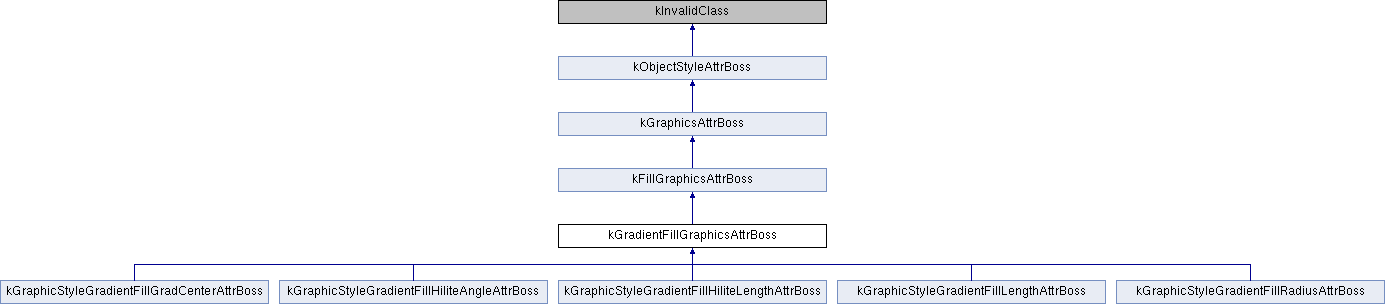 kInvalidClass
kObjectStyleAttrBoss
kGraphicsAttrBoss
kFillGraphicsAttrBoss
kGradientFillGraphicsAttrBoss
kGraphicStyleGradientFillGradCenterAttrBoss
kGraphicStyleGradientFillHiliteAngleAttrBoss
kGraphicStyleGradientFillHiliteLengthAttrBoss
kGraphicStyleGradientFillLengthAttrBoss
kGraphicStyleGradientFillRadiusAttrBoss